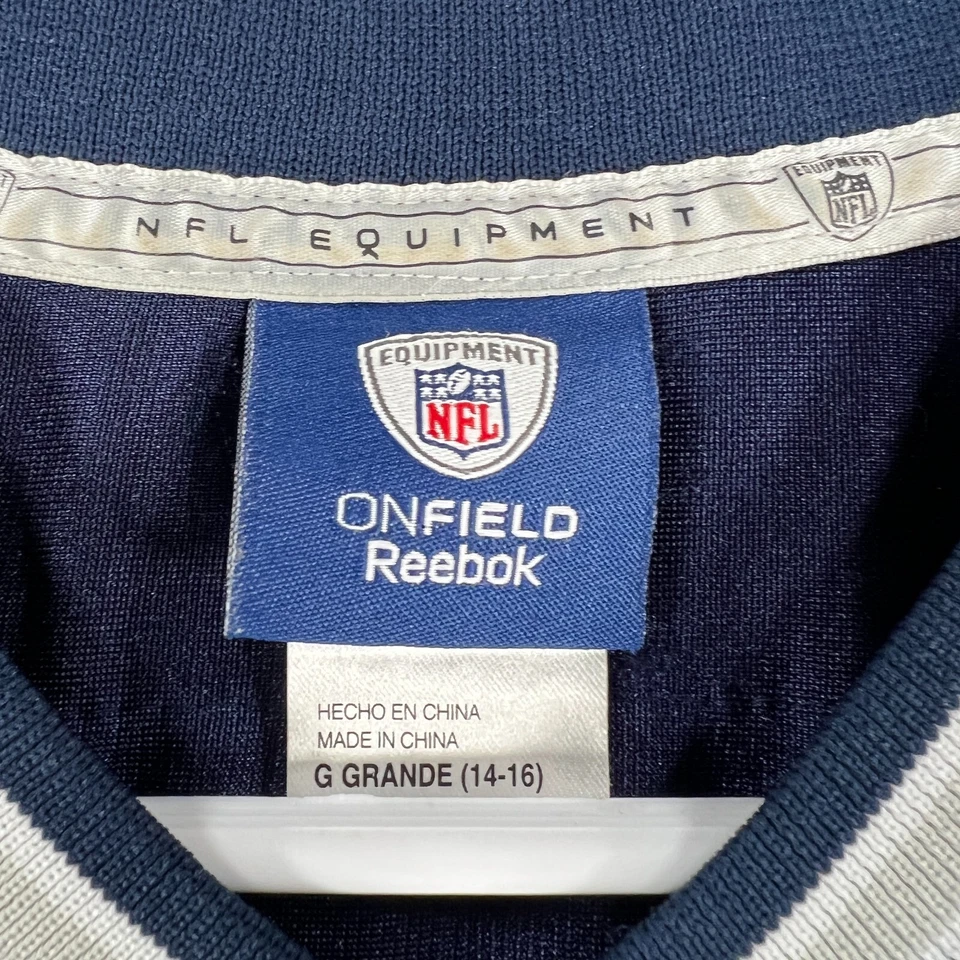 NFL EQUIPMENT
EQUIPMENT
NFL
EQUIPMENT
NFL
ONFIELD
Reebok
HECHO EN CHINA
MADE IN CHINA
G GRANDE (14-16)